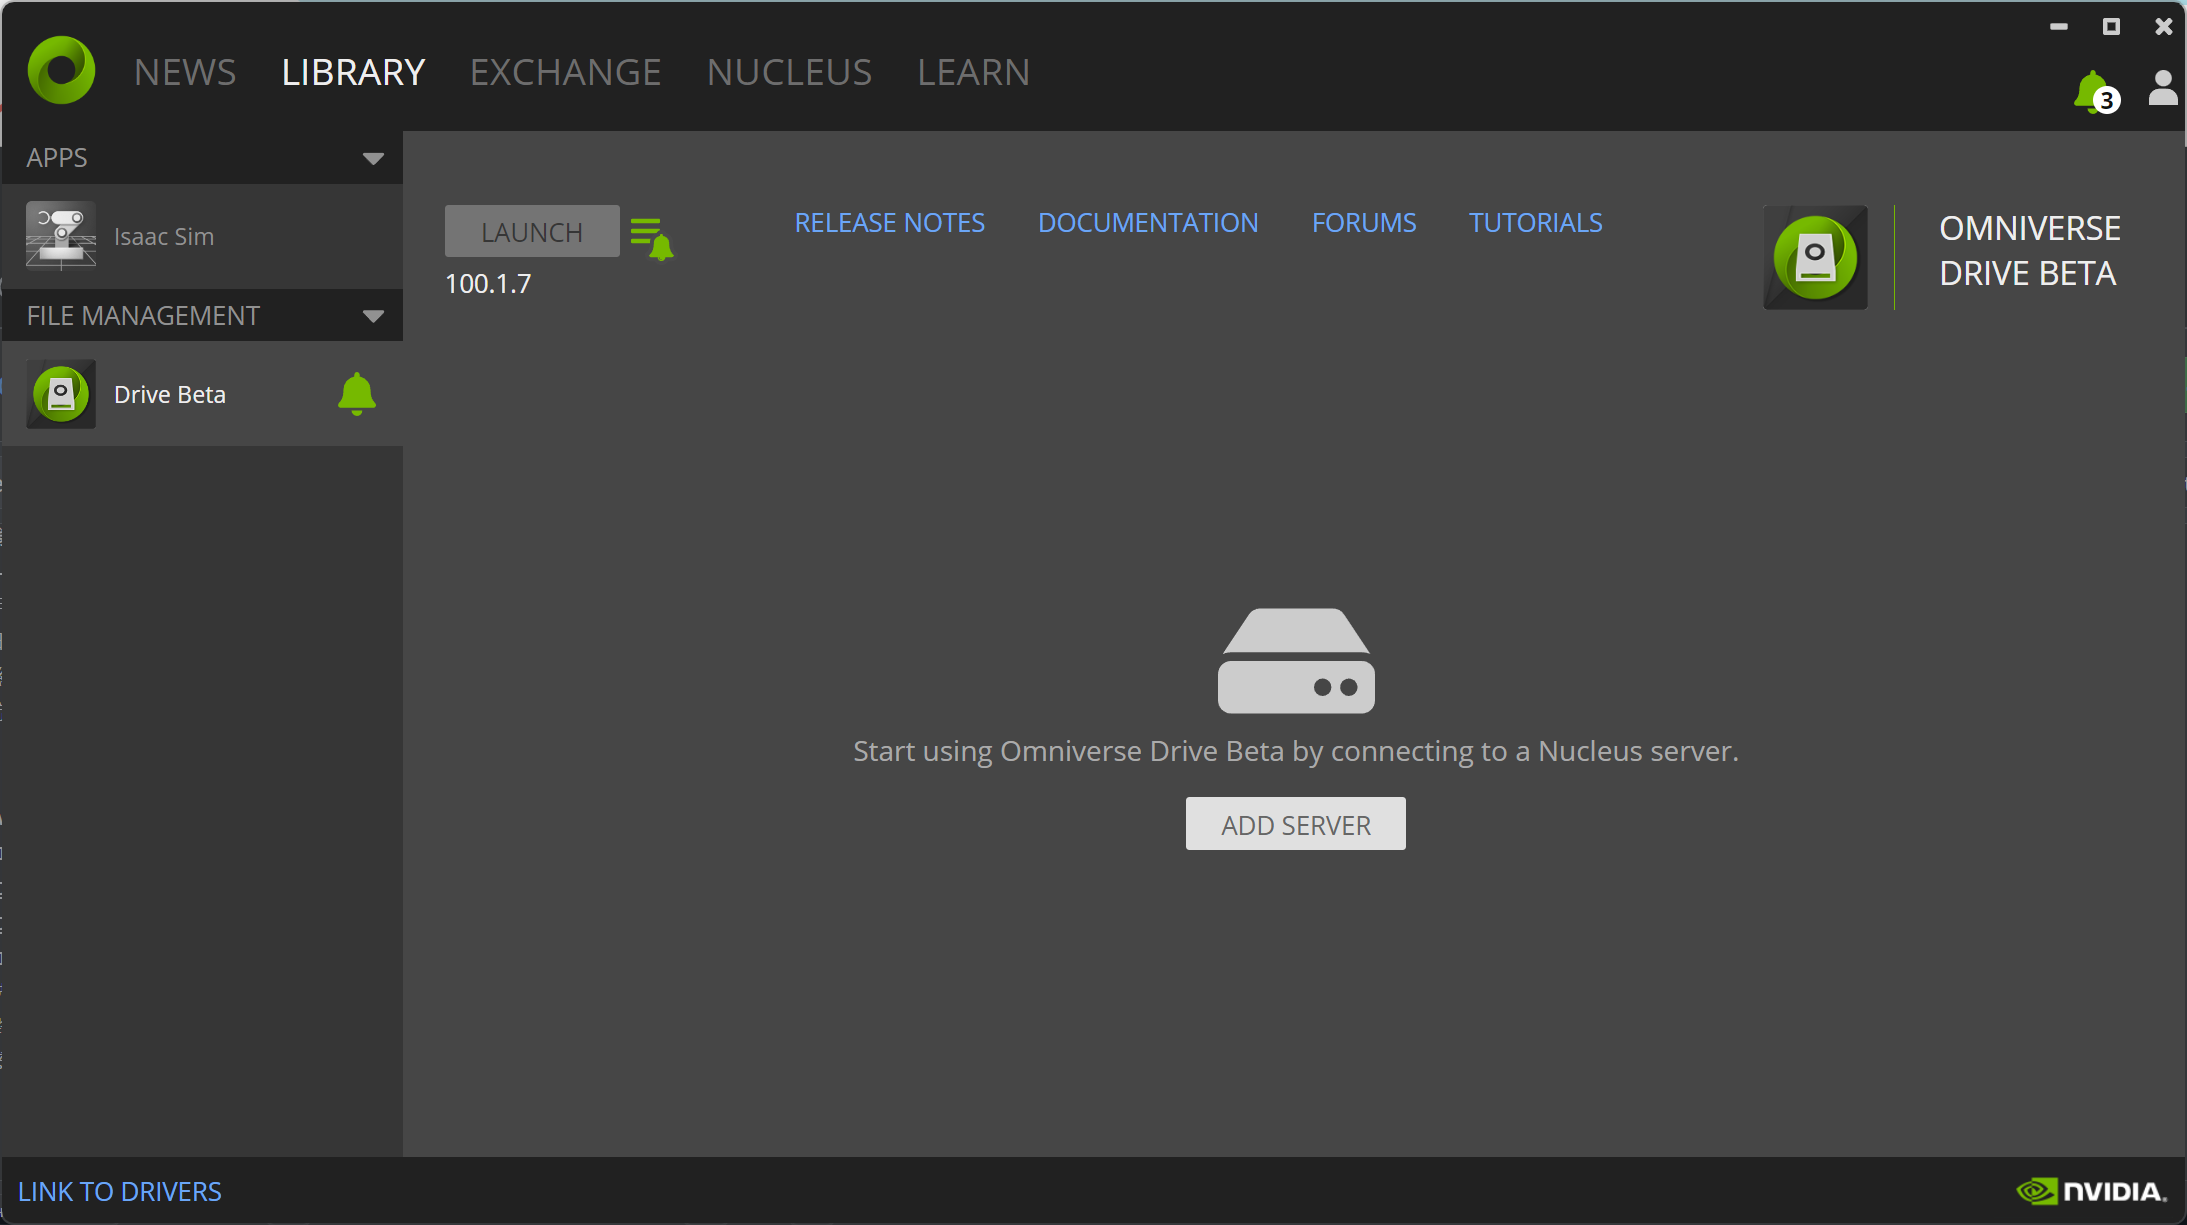 NEWS LIBRARY EXCHANGE NUCLEUS LEARN
3
APPS
Isaac Sim
FILE MANAGEMENT
Drive Beta
LAUNCH
100.1.7
RELEASE NOTES DOCUMENTATION FORUMS TUTORIALS
OMNIVERSE
DRIVE BETA
Start using Omniverse Drive Beta by connecting to a Nucleus server.
ADD SERVER
LINK TO DRIVERS
NVIDIA.